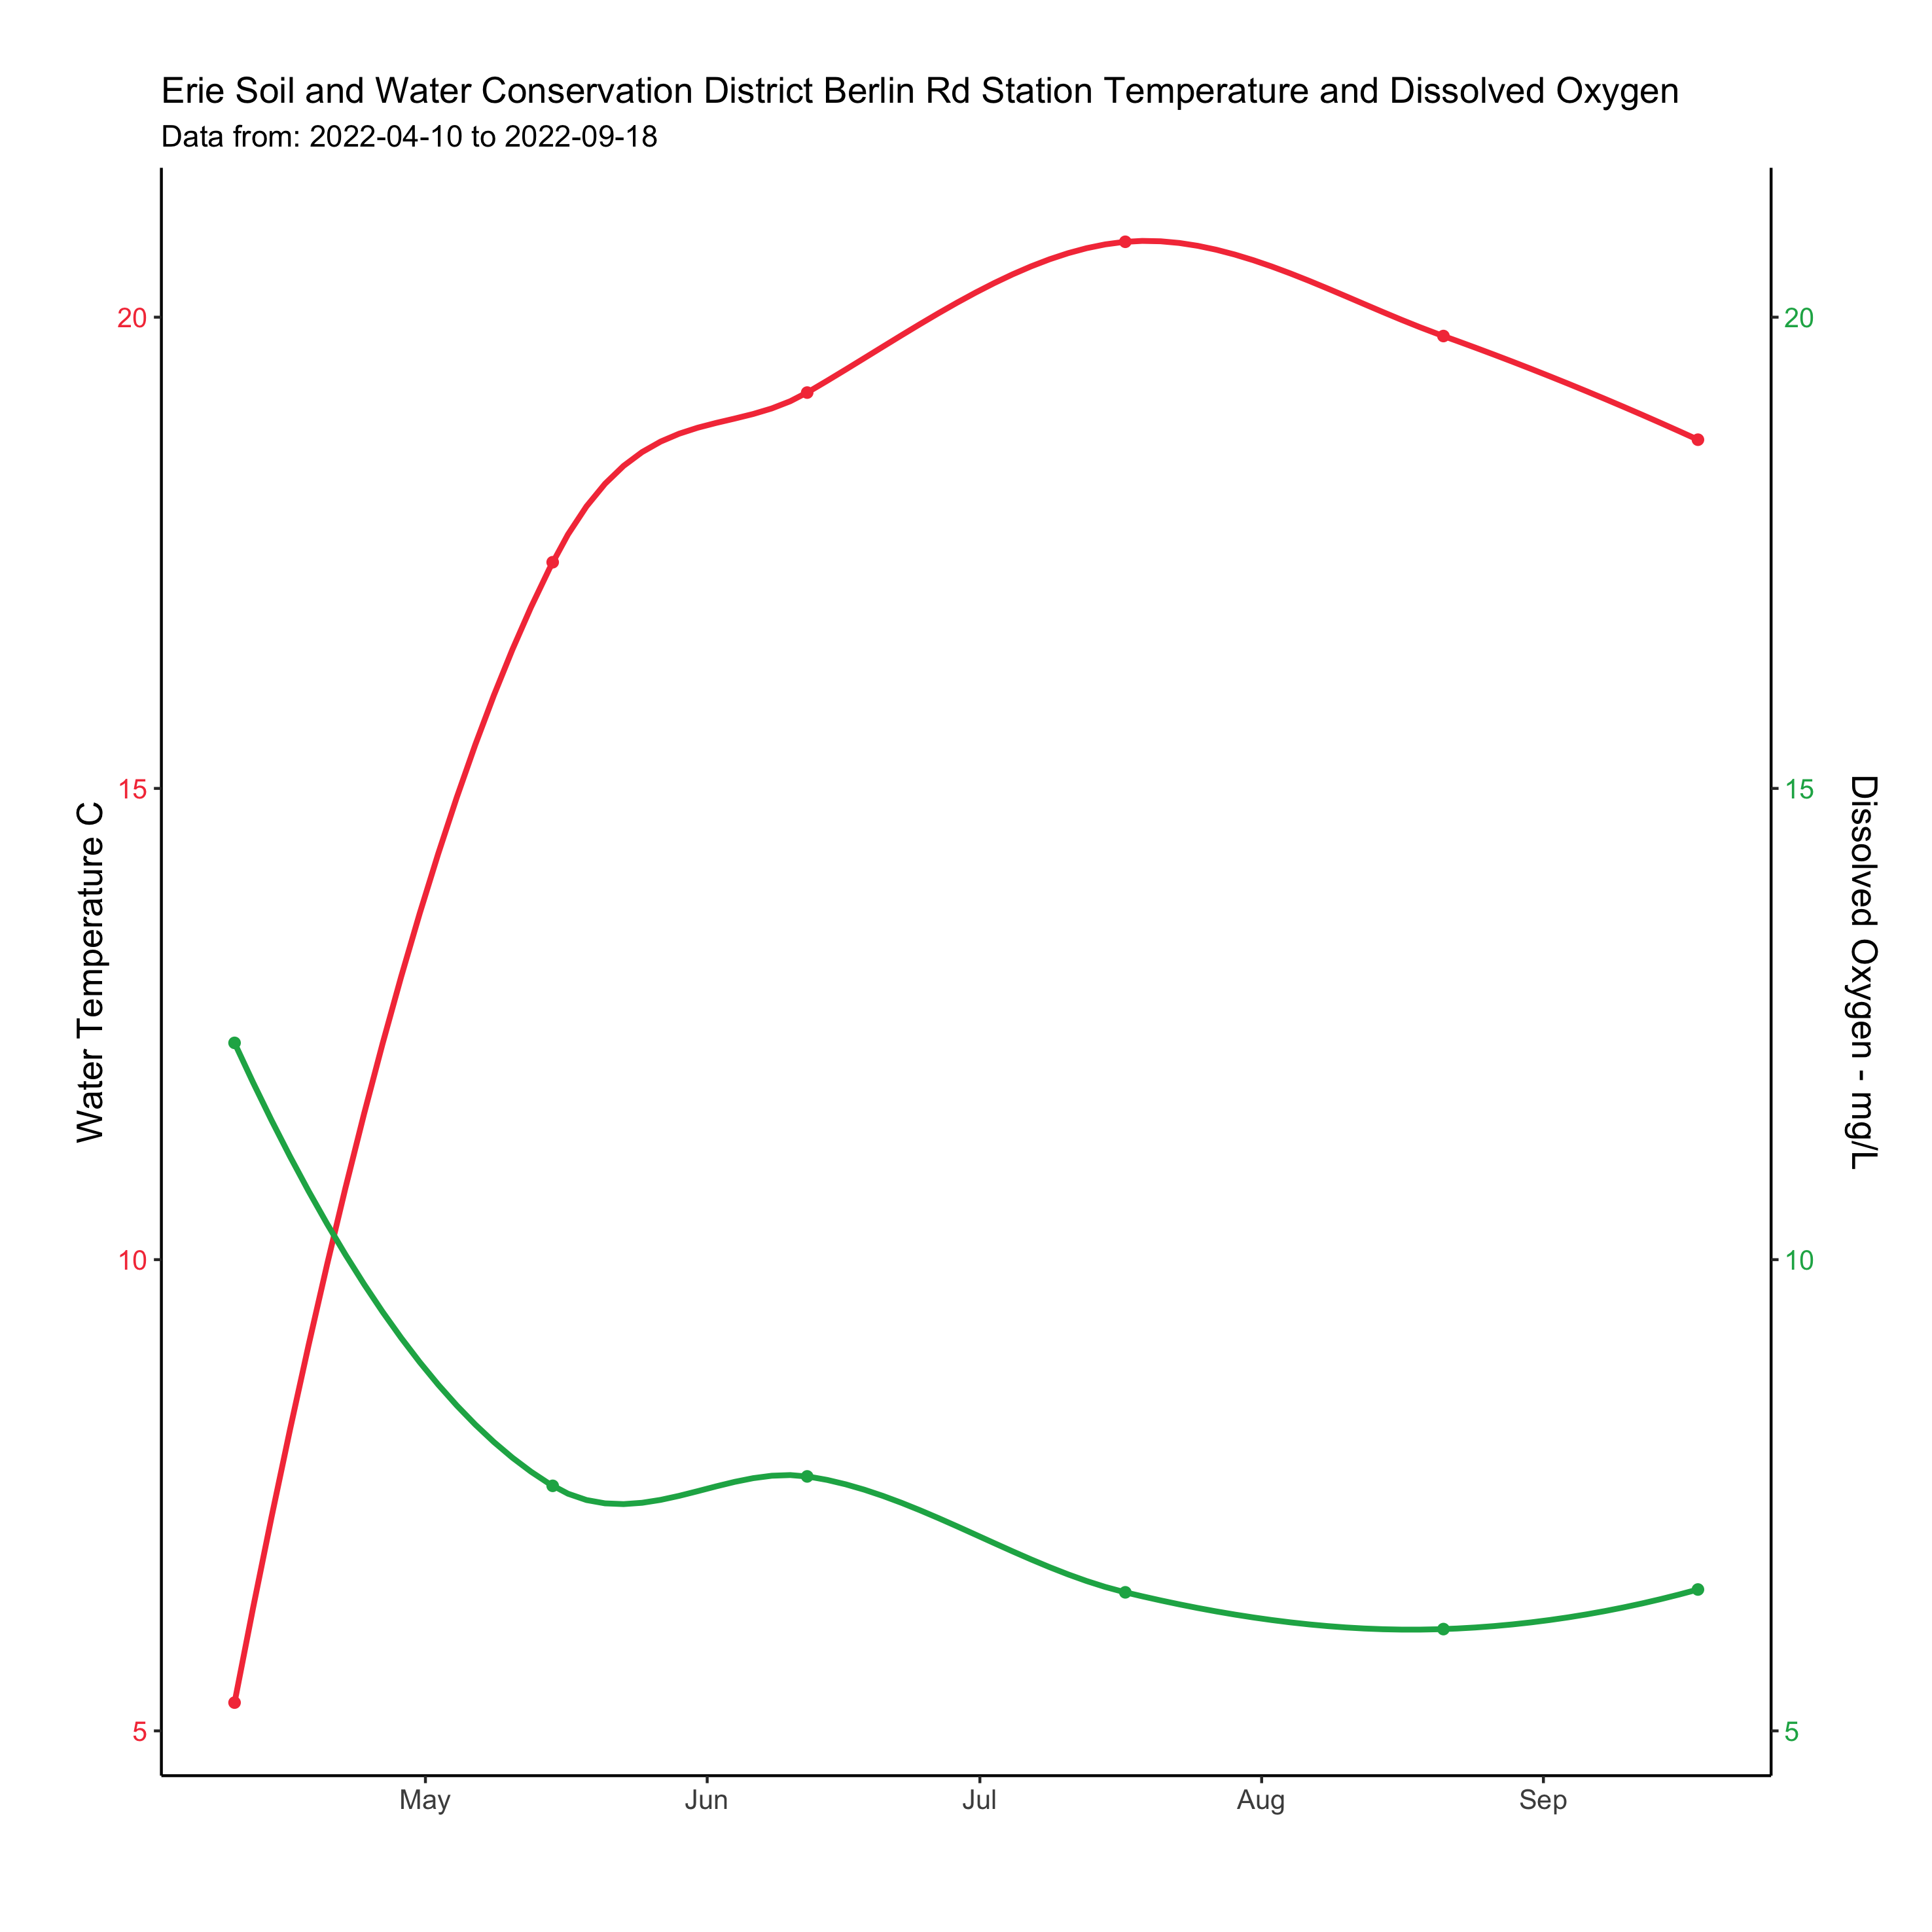 Erie Soil and Water Conservation District Berlin Rd Station Temperature and Dissolved Oxygen
Data from: 2022-04-10 to 2022-09-18
Water Temperature C
20
15
10
5
20
15
10
5
Dissolved Oxygen - mg/L
May Jun Jul Aug Sep